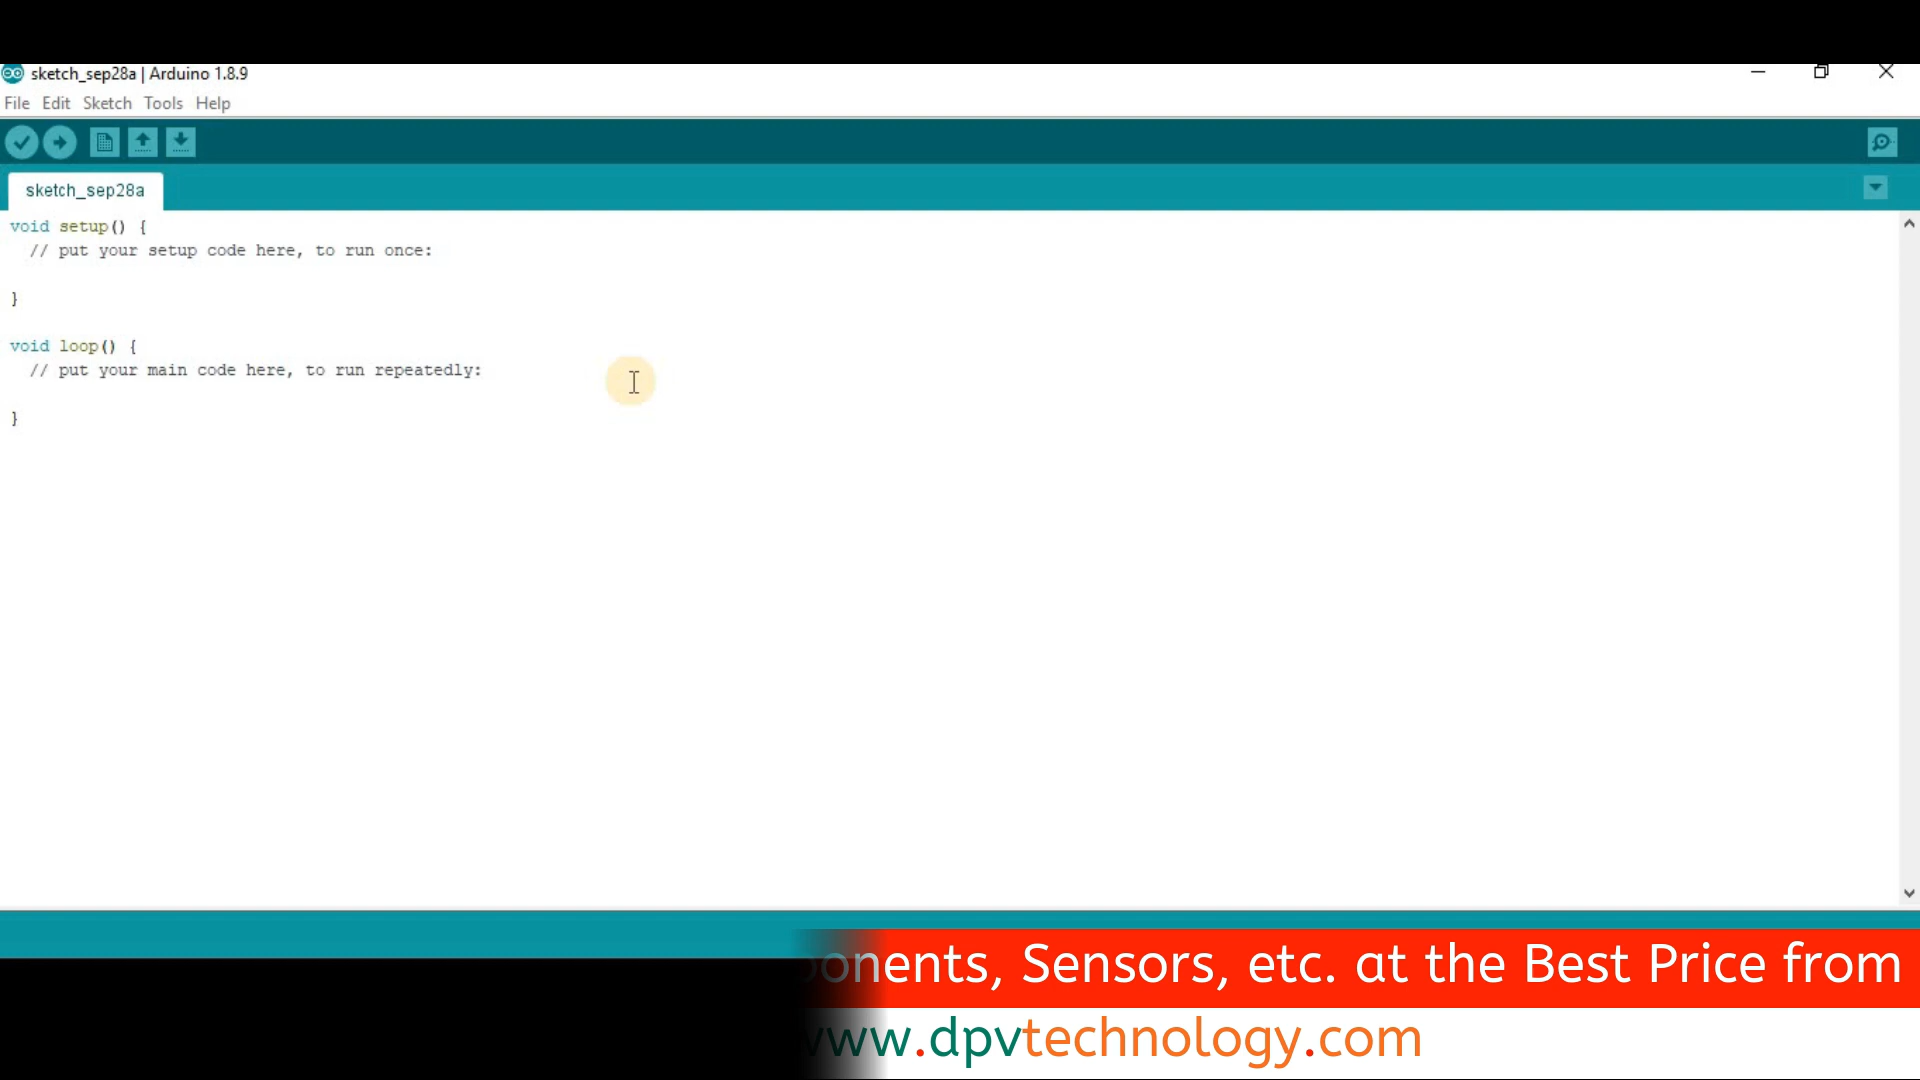 sketch_sep28a | Arduino 1.8.9
File Edit Sketch Tools Help
sketch_sep28a
void setup() {
// put your setup code here, to run once:
}
void loop() {
// put your main code here, to run repeatedly:
}
onents, Sensors, etc. at the Best Price from
www.dpvtechnology.com